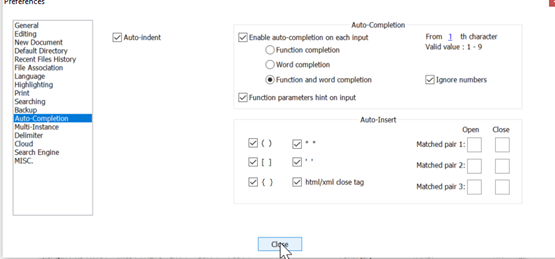 Preferences
General
Editing
New Document
Default Directory
Recent Files History
File Association
Language
Highlighting
Print
Searching
Backup
Auto-Completion
Multi-Instance
Delimiter
Cloud
Search Engine
MISC.
Auto-indent
Auto-Completion
Enable auto-completion on each input
Function completion
Word completion
Function and word completion
Function parameters hint on input
From 1 th character
Valid value : 1 - 9
Ignore numbers
Auto-Insert
( )
" "
[ ]
' '
{ }
html/xml close tag
Open Close
Matched pair 1:
Matched pair 2:
Matched pair 3:
Close